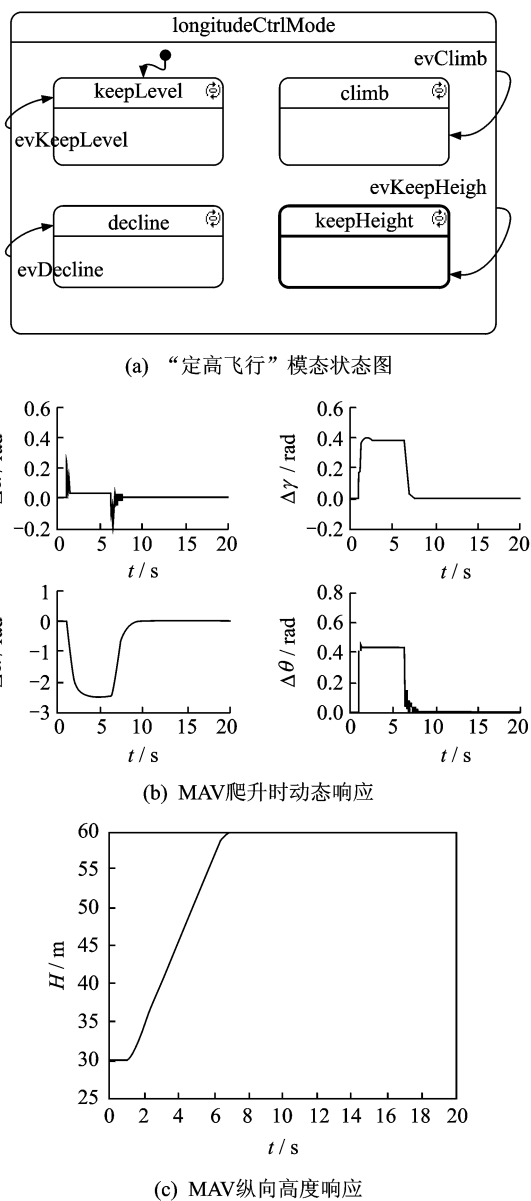 longitudeCtrlMode
evClimb
keepLevel
climb
evKeepLevel
evKeepHeigh
decline
keepHeight
evDecline
(a) “定高飞行”模态状态图
0.6
0.4
0.2
0.0
−0.2
0 5 10 15 20
t / s
0.6
0.4
0.2
0.0
−0.2
Δγ / rad
0 5 10 15 20
t / s
1
0
−1
−2
−3
0 5 10 15 20
t / s
0.8
0.6
0.4
0.2
0.0
Δθ / rad
0 5 10 15 20
t / s
(b) MAV爬升时动态响应
60
55
50
45
40
35
30
25
H / m
0 2 4 6 8 10 12 14 16 18 20
t / s
(c) MAV纵向高度响应